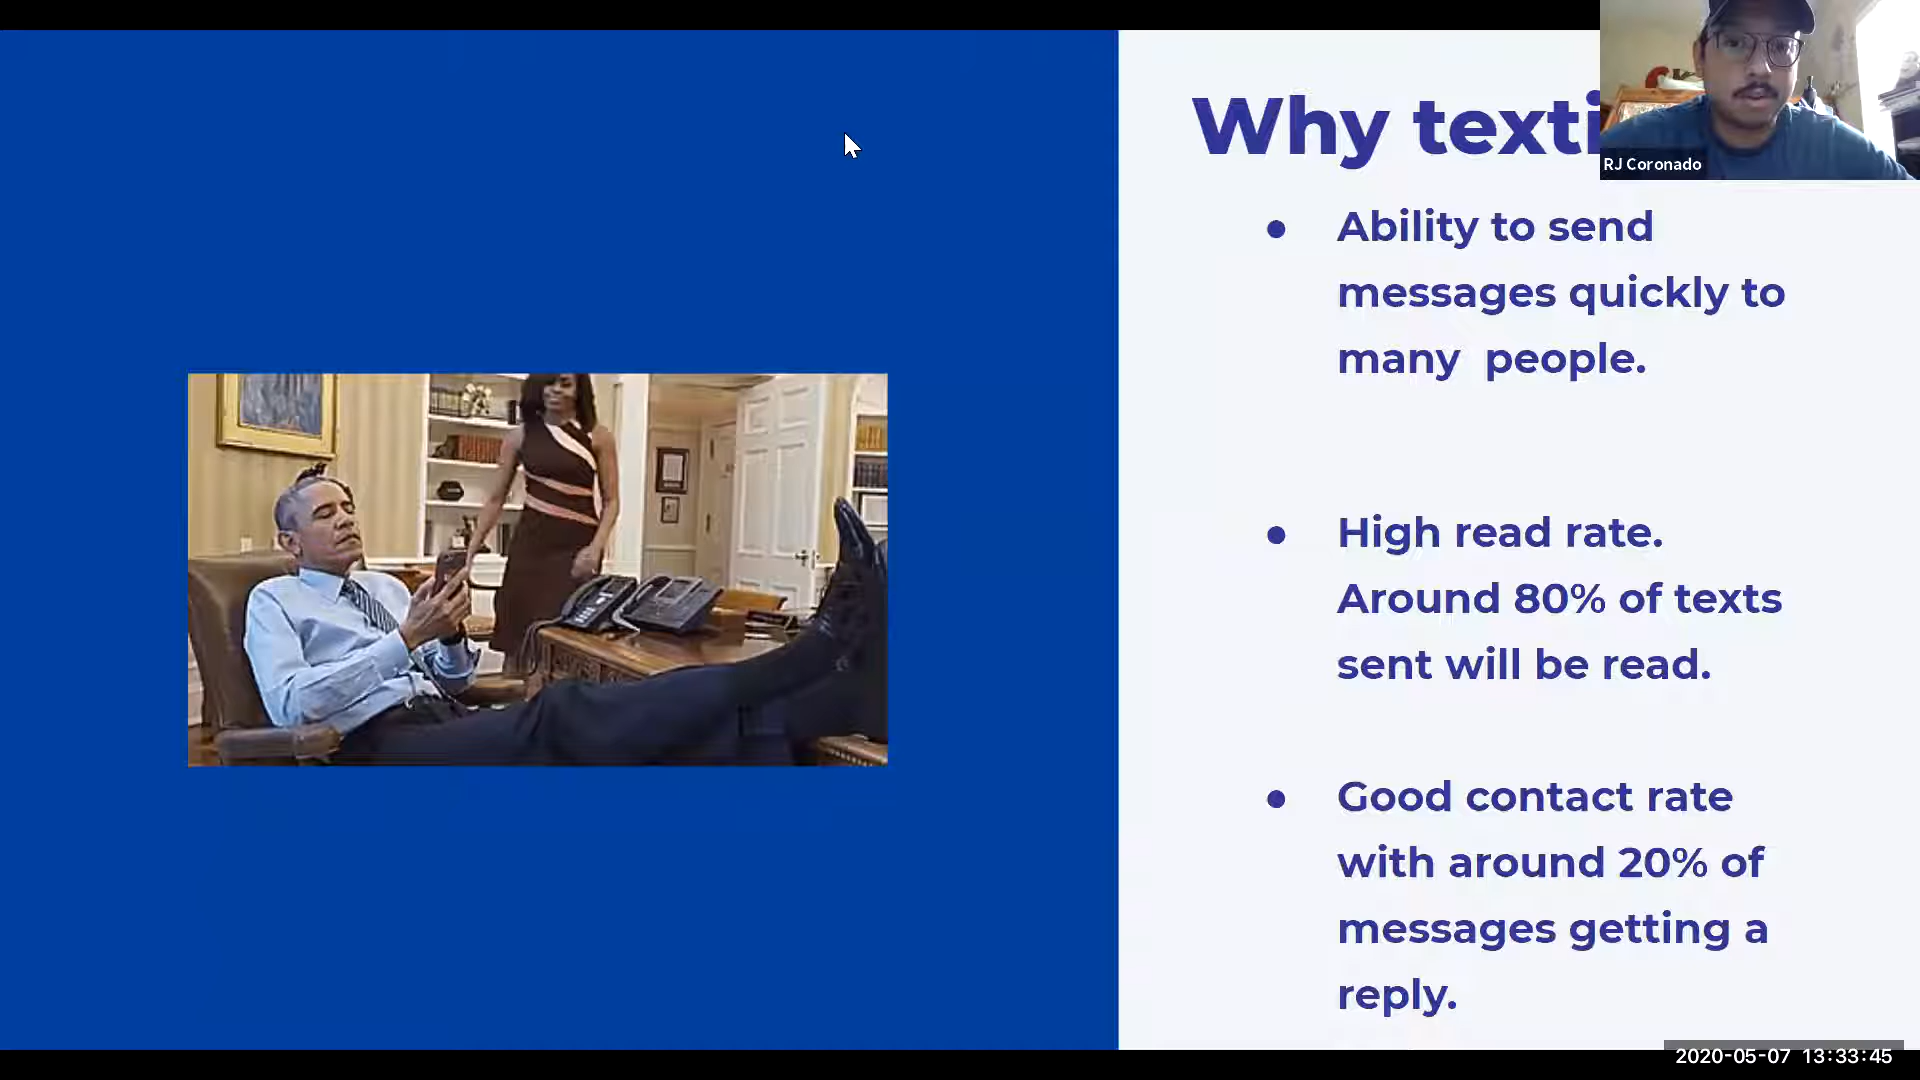 Why texti
RJ Coronado
● Ability to send
messages quickly to
many people.
● High read rate.
Around 80% of texts
sent will be read.
● Good contact rate
with around 20% of
messages getting a
reply.
2020-05-07 13:33:45